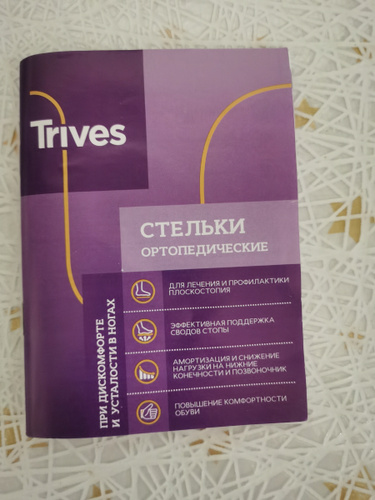 Trives
СТЕЛЬКИ
ОРТОПЕДИЧЕСКИЕ
ПРИ ДИСКОМФОРТЕ
И УСТАЛОСТИ В НОГАХ
ДЛЯ ЛЕЧЕНИЯ И ПРОФИЛАКТИКИ
ПЛОСКОСТОПИЯ
ЭФФЕКТИВНАЯ ПОДДЕРЖКА
СВОДОВ СТОПЫ
АМОРТИЗАЦИЯ И СНИЖЕНИЕ
НАГРУЗКИ НА НИЖНИЕ
КОНЕЧНОСТИ И ПОЗВОНОЧНИК
ПОВЫШЕНИЕ КОМФОРТНОСТИ
ОБУВИ